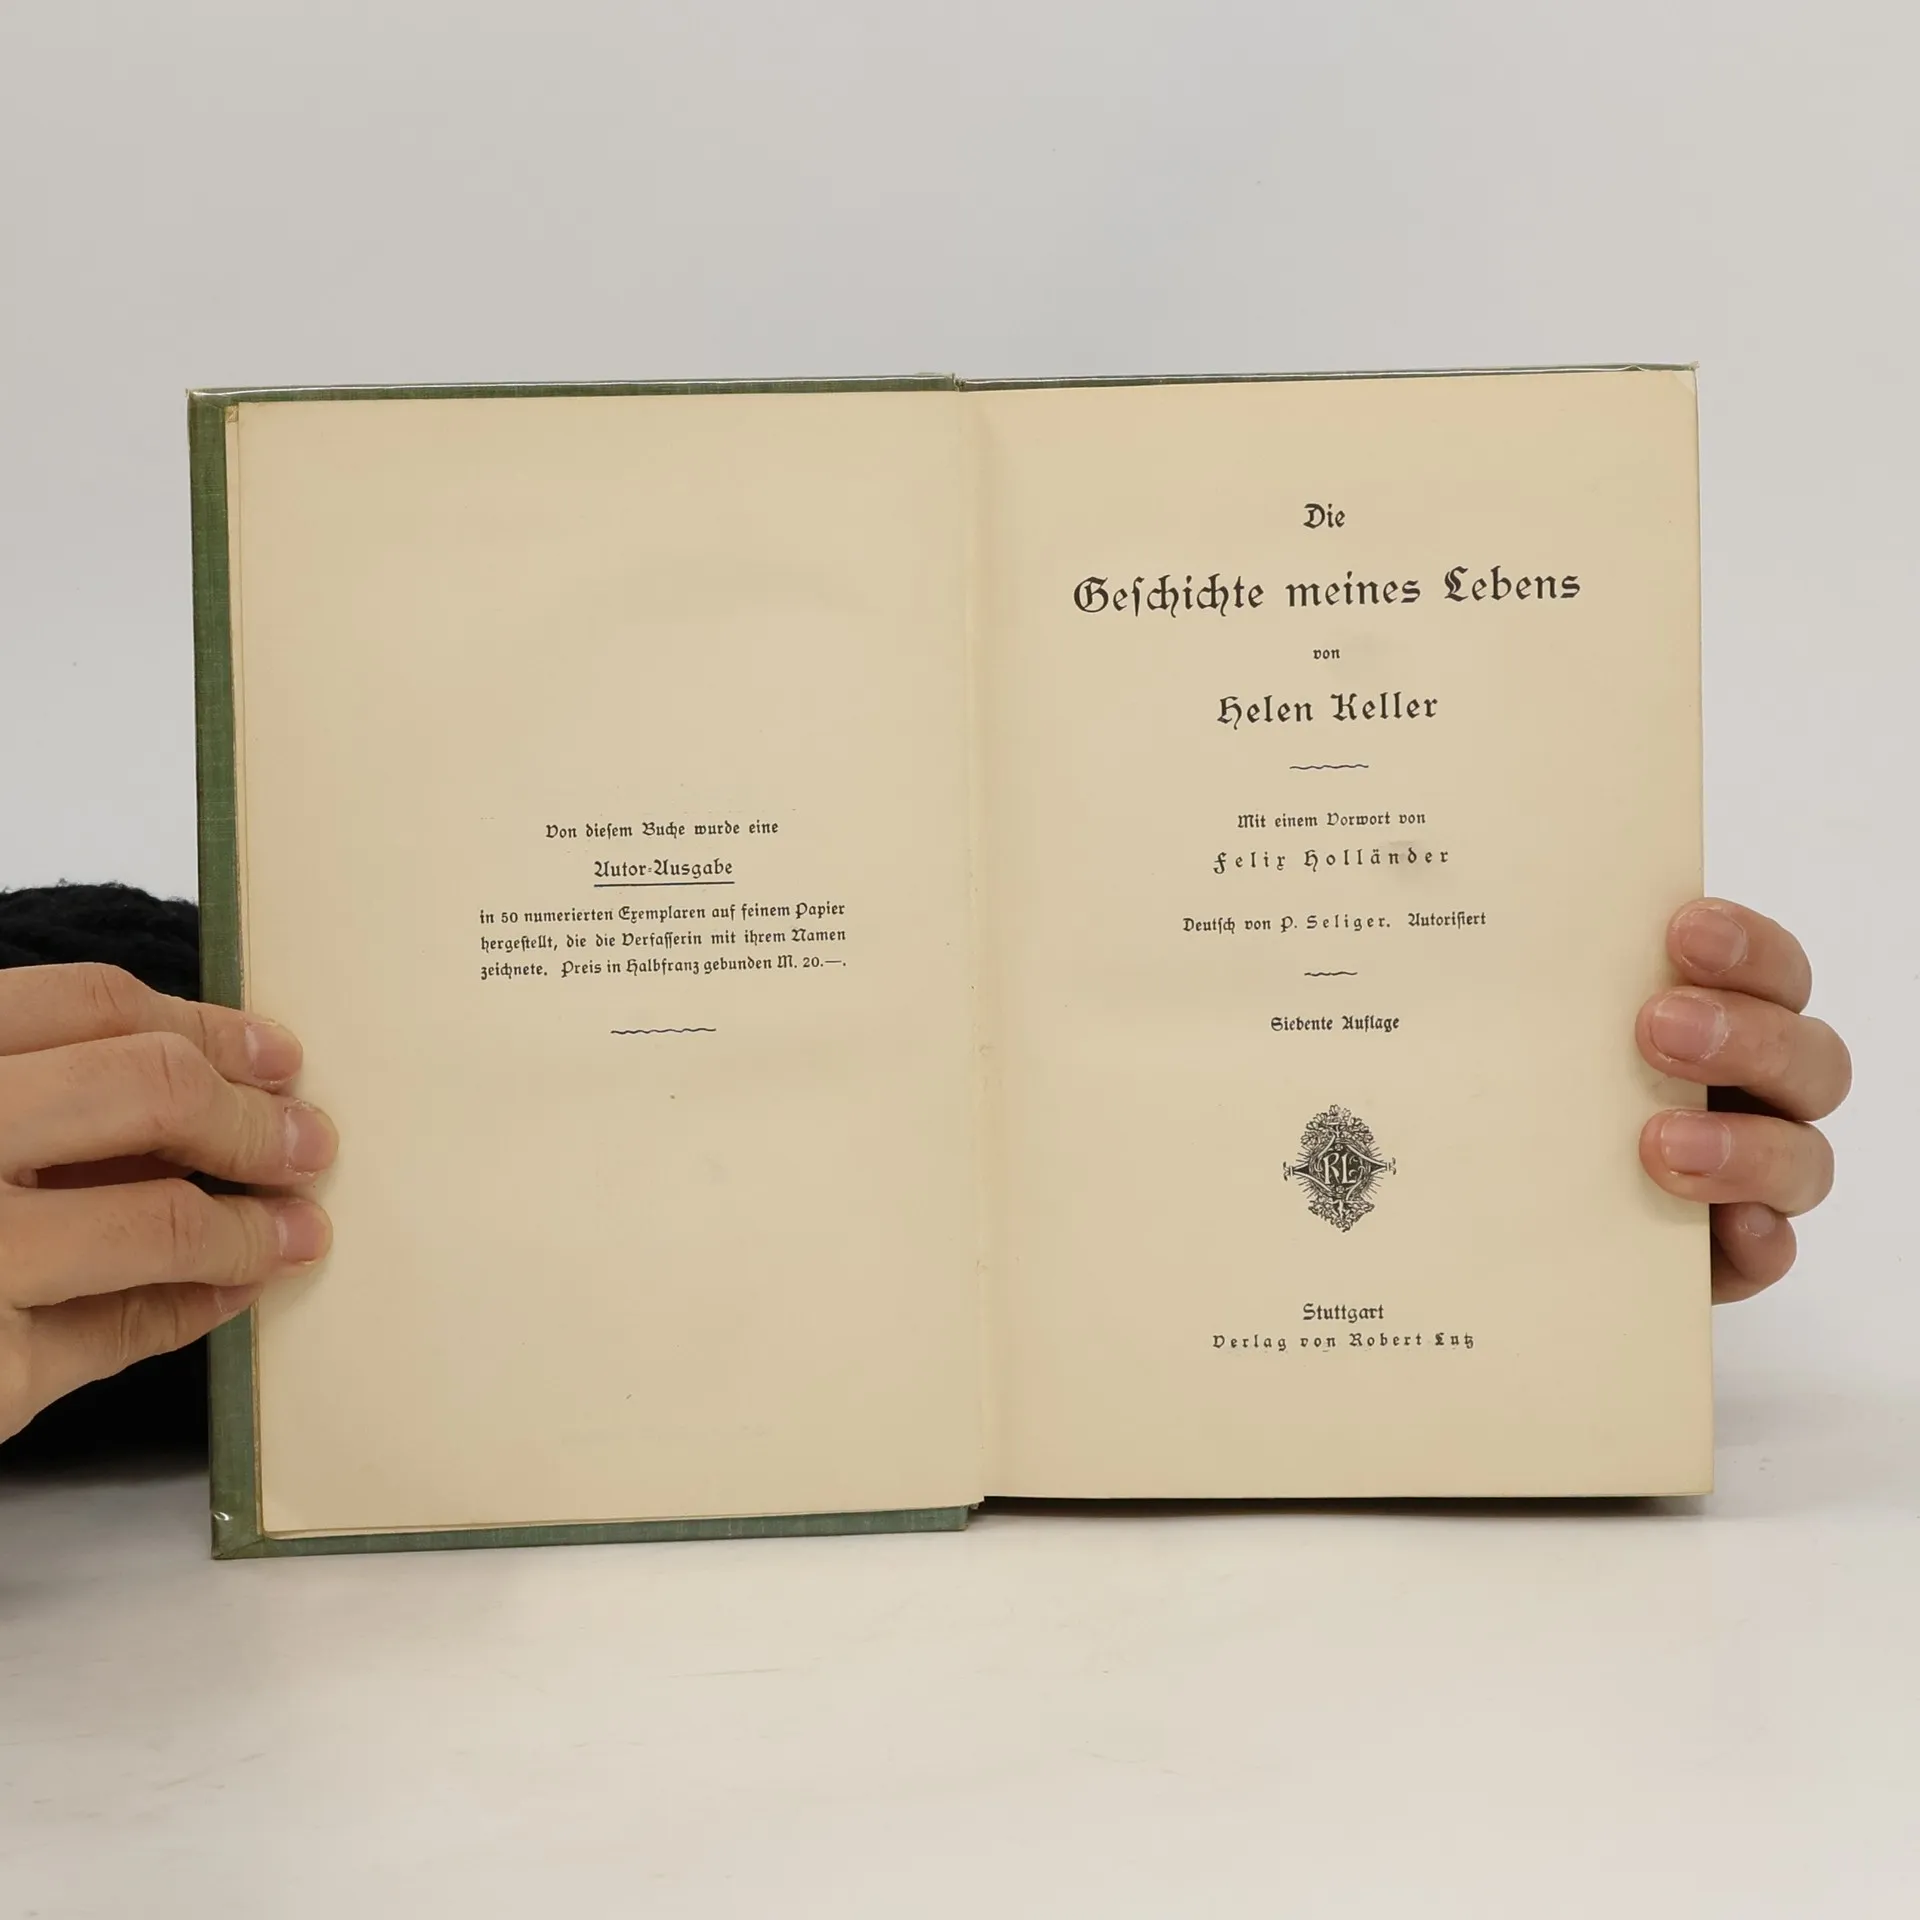 Von dieſem Buche wurde eine
Autor-Ausgabe
in 50 numerierten Exemplaren auf feinem Papier
hergeſtellt, die die Verfaſſerin mit ihrem Namen
zeichnete. Preis in Halbfranz gebunden M. 20.—.
Die
Geſchichte meines Lebens
von
Helen Keller
Mit einem Vorwort von
Felix Holländer
Deutſch von P. Seliger. Autoriſiert
Siebente Auflage
RL
Stuttgart
Verlag von Robert Lutz